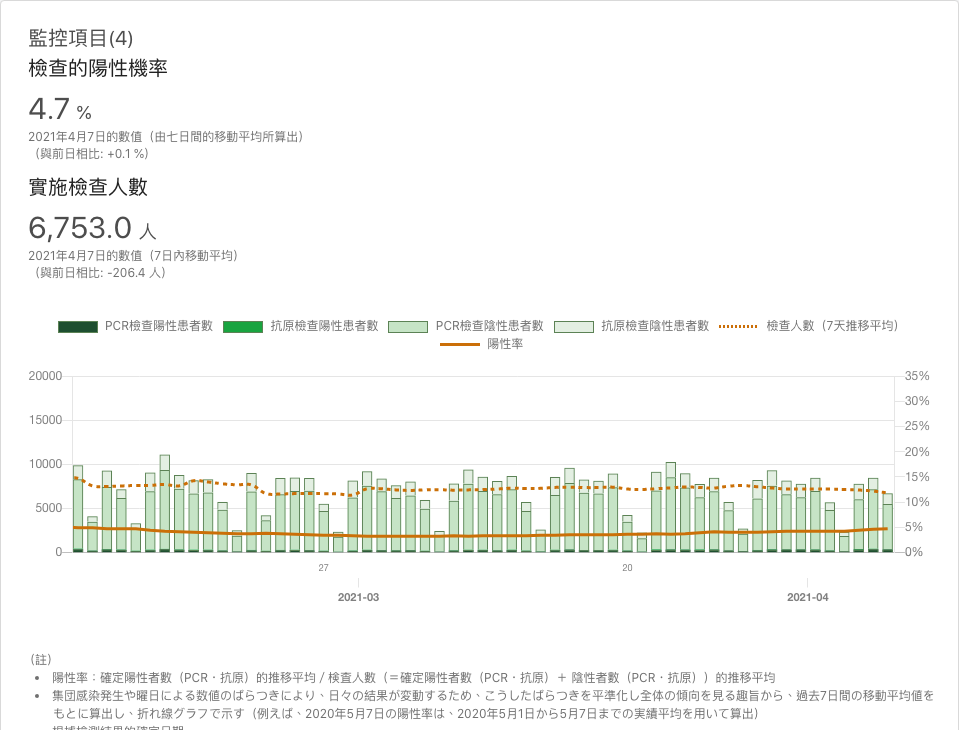 監控項目(4)
檢查的陽性機率
4.7 %
2021年4月7日的數值（由七日間的移動平均所算出）
（與前日相比: +0.1 %）
實施檢查人數
6,753.0 人
2021年4月7日的數值（7日內移動平均）
（與前日相比: -206.4 人）
PCR檢查陽性患者數 抗原檢查陽性患者數 PCR檢查陰性患者數 抗原檢查陰性患者數 檢查人數（7天推移平均）
陽性率
20000 35%
30%
15000 25%
20%
10000 15%
5000 10%
5%
0 0%
27 20
2021-03 2021-04
（註）
陽性率：確定陽性者數（PCR・抗原）的推移平均 / 検查人數（＝確定陽性者數（PCR・抗原）＋ 陰性者數（PCR・抗原））的推移平均
集団感染発生や曜日による数値のばらつきにより、日々の結果が変動するため、こうしたばらつきを平準化し全体の傾向を見る趣旨から、過去7日間の移動平均値を
もとに算出し、折れ線グラフで示す（例えば、2020年5月7日の陽性率は、2020年5月1日から5月7日までの実績平均を用いて算出）